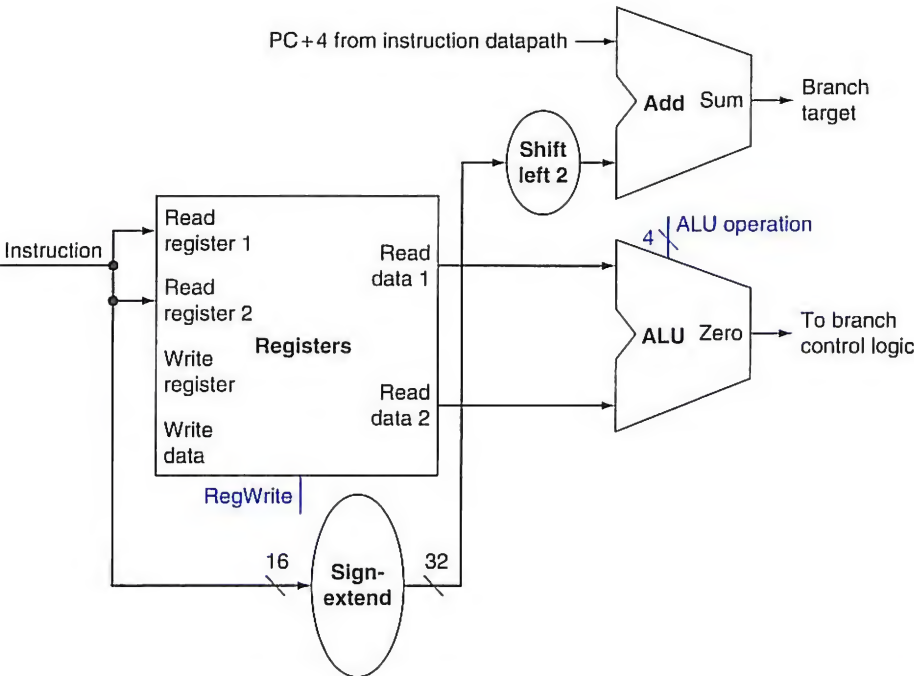 PC+4 from instruction datapath
Add Sum
Branch
target
Shift
left 2
Instruction
Read
register 1
Read
register 2
Write
register
Write
data
Registers
Read
data 1
Read
data 2
RegWrite
4
ALU operation
ALU Zero
To branch
control logic
16
Sign-
extend
32